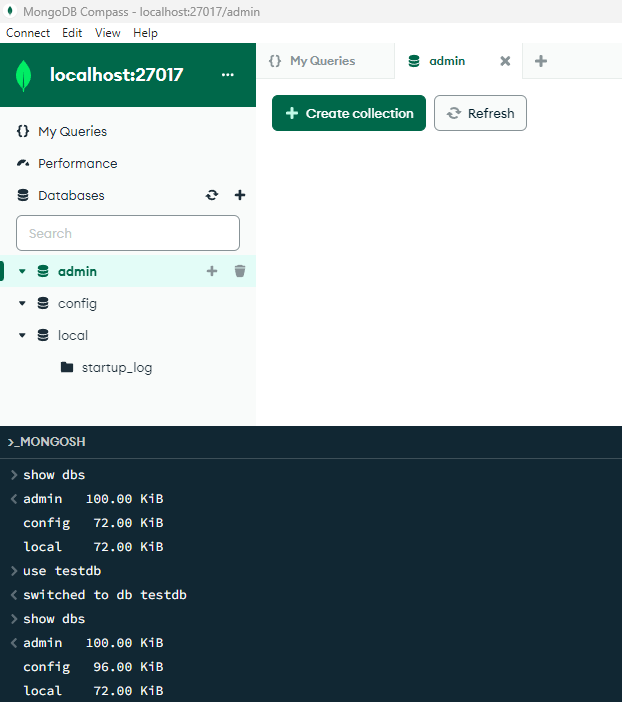 MongoDB Compass - localhost:27017/admin
Connect Edit View Help
localhost:27017 ...
My Queries
admin
{} My Queries
Performance
Databases
Search
admin
config
local
startup_log
Create collection
Refresh
>_MONGOSH
> show dbs
< admin 100.00 KiB
config 72.00 KiB
local 72.00 KiB
> use testdb
< switched to db testdb
> show dbs
< admin 100.00 KiB
config 96.00 KiB
local 72.00 KiB